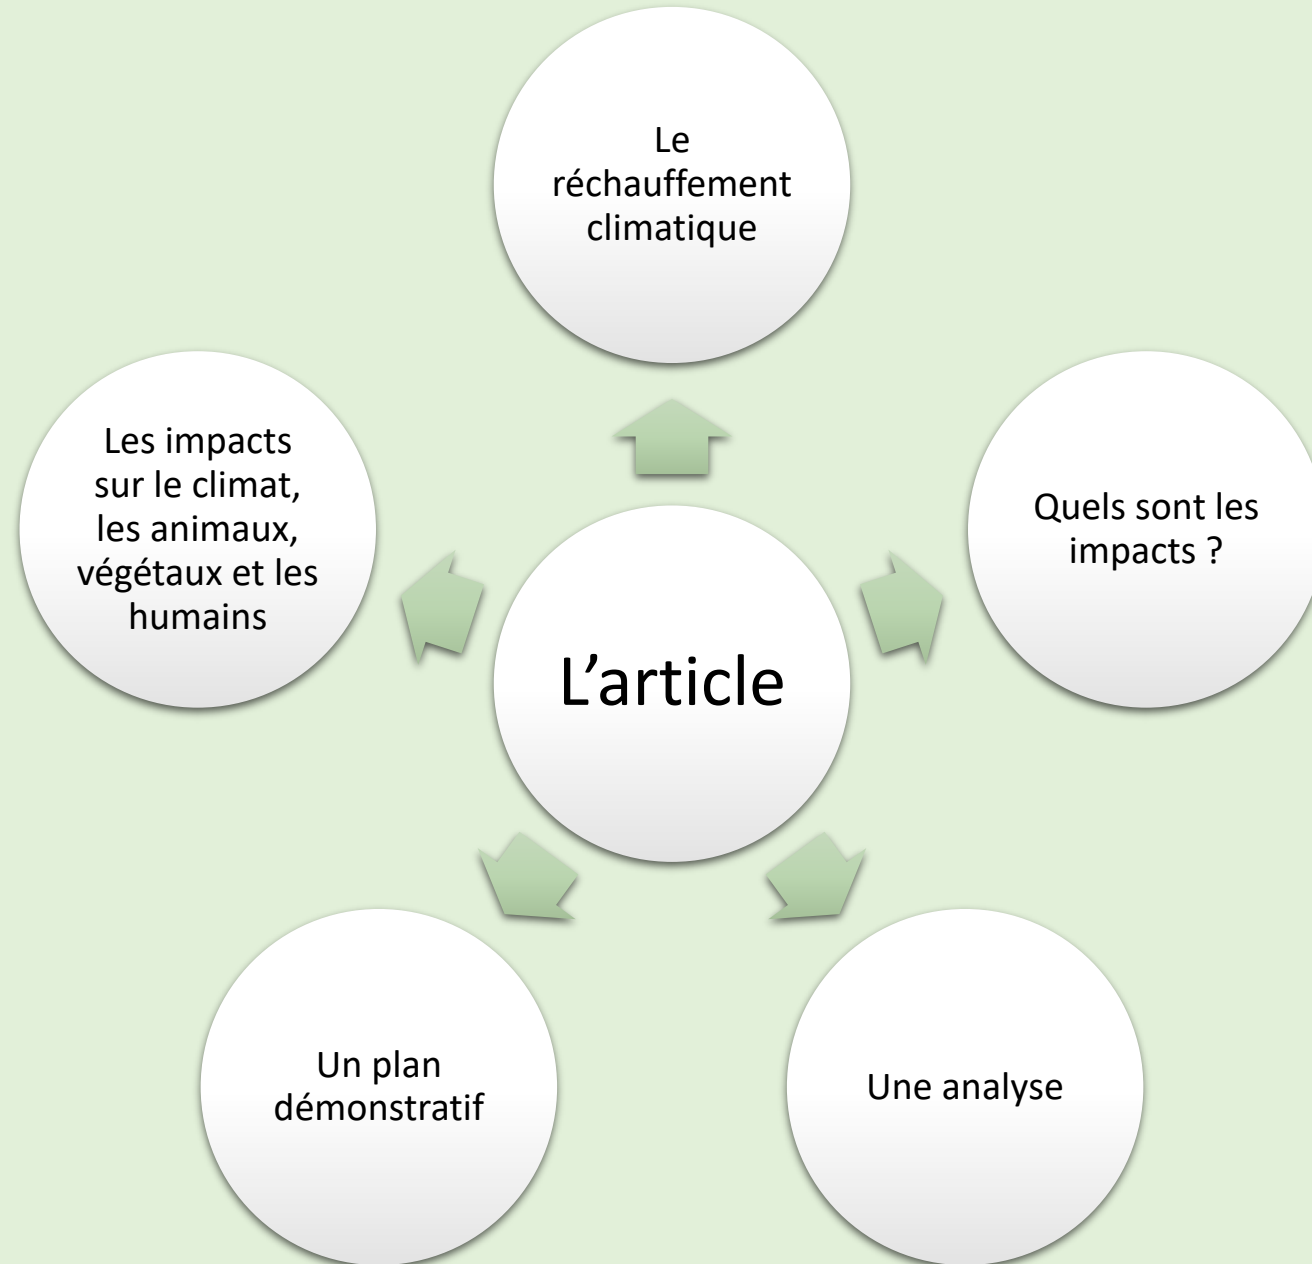 Le
réchauffement
climatique
Quels sont les
impacts ?
Une analyse
Un plan
démonstratif
Les impacts
sur le climat,
les animaux,
végétaux et les
humains
L’article